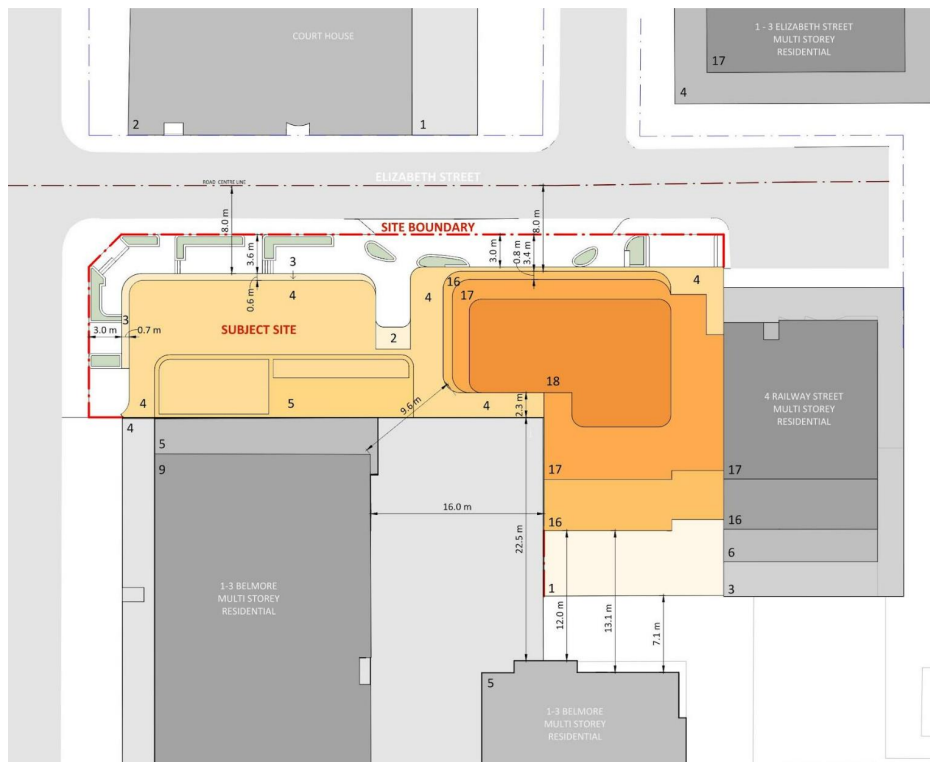 COURT HOUSE
1 - 3 ELIZABETH STREET
MULTI STOREY
RESIDENTIAL
17
4
2
1
ROAD CENTRE LINE
ELIZABETH STREET
8.0 m
8.0 m
SITE BOUNDARY
3.6 m
3.0 m
0.8 m
3.4 m
3
4
0.6 m
4
16
17
4
3
3.0 m
0.7 m
SUBJECT SITE
2
18
4 RAILWAY STREET
MULTI STOREY
RESIDENTIAL
4
5
9.6 m
4
2.3 m
4
5
9
17
17
16.0 m
22.5 m
16
16
6
1-3 BELMORE
MULTI STOREY
RESIDENTIAL
1
3
12.0 m
13.1 m
7.1 m
5
1-3 BELMORE
MULTI STOREY
RESIDENTIAL